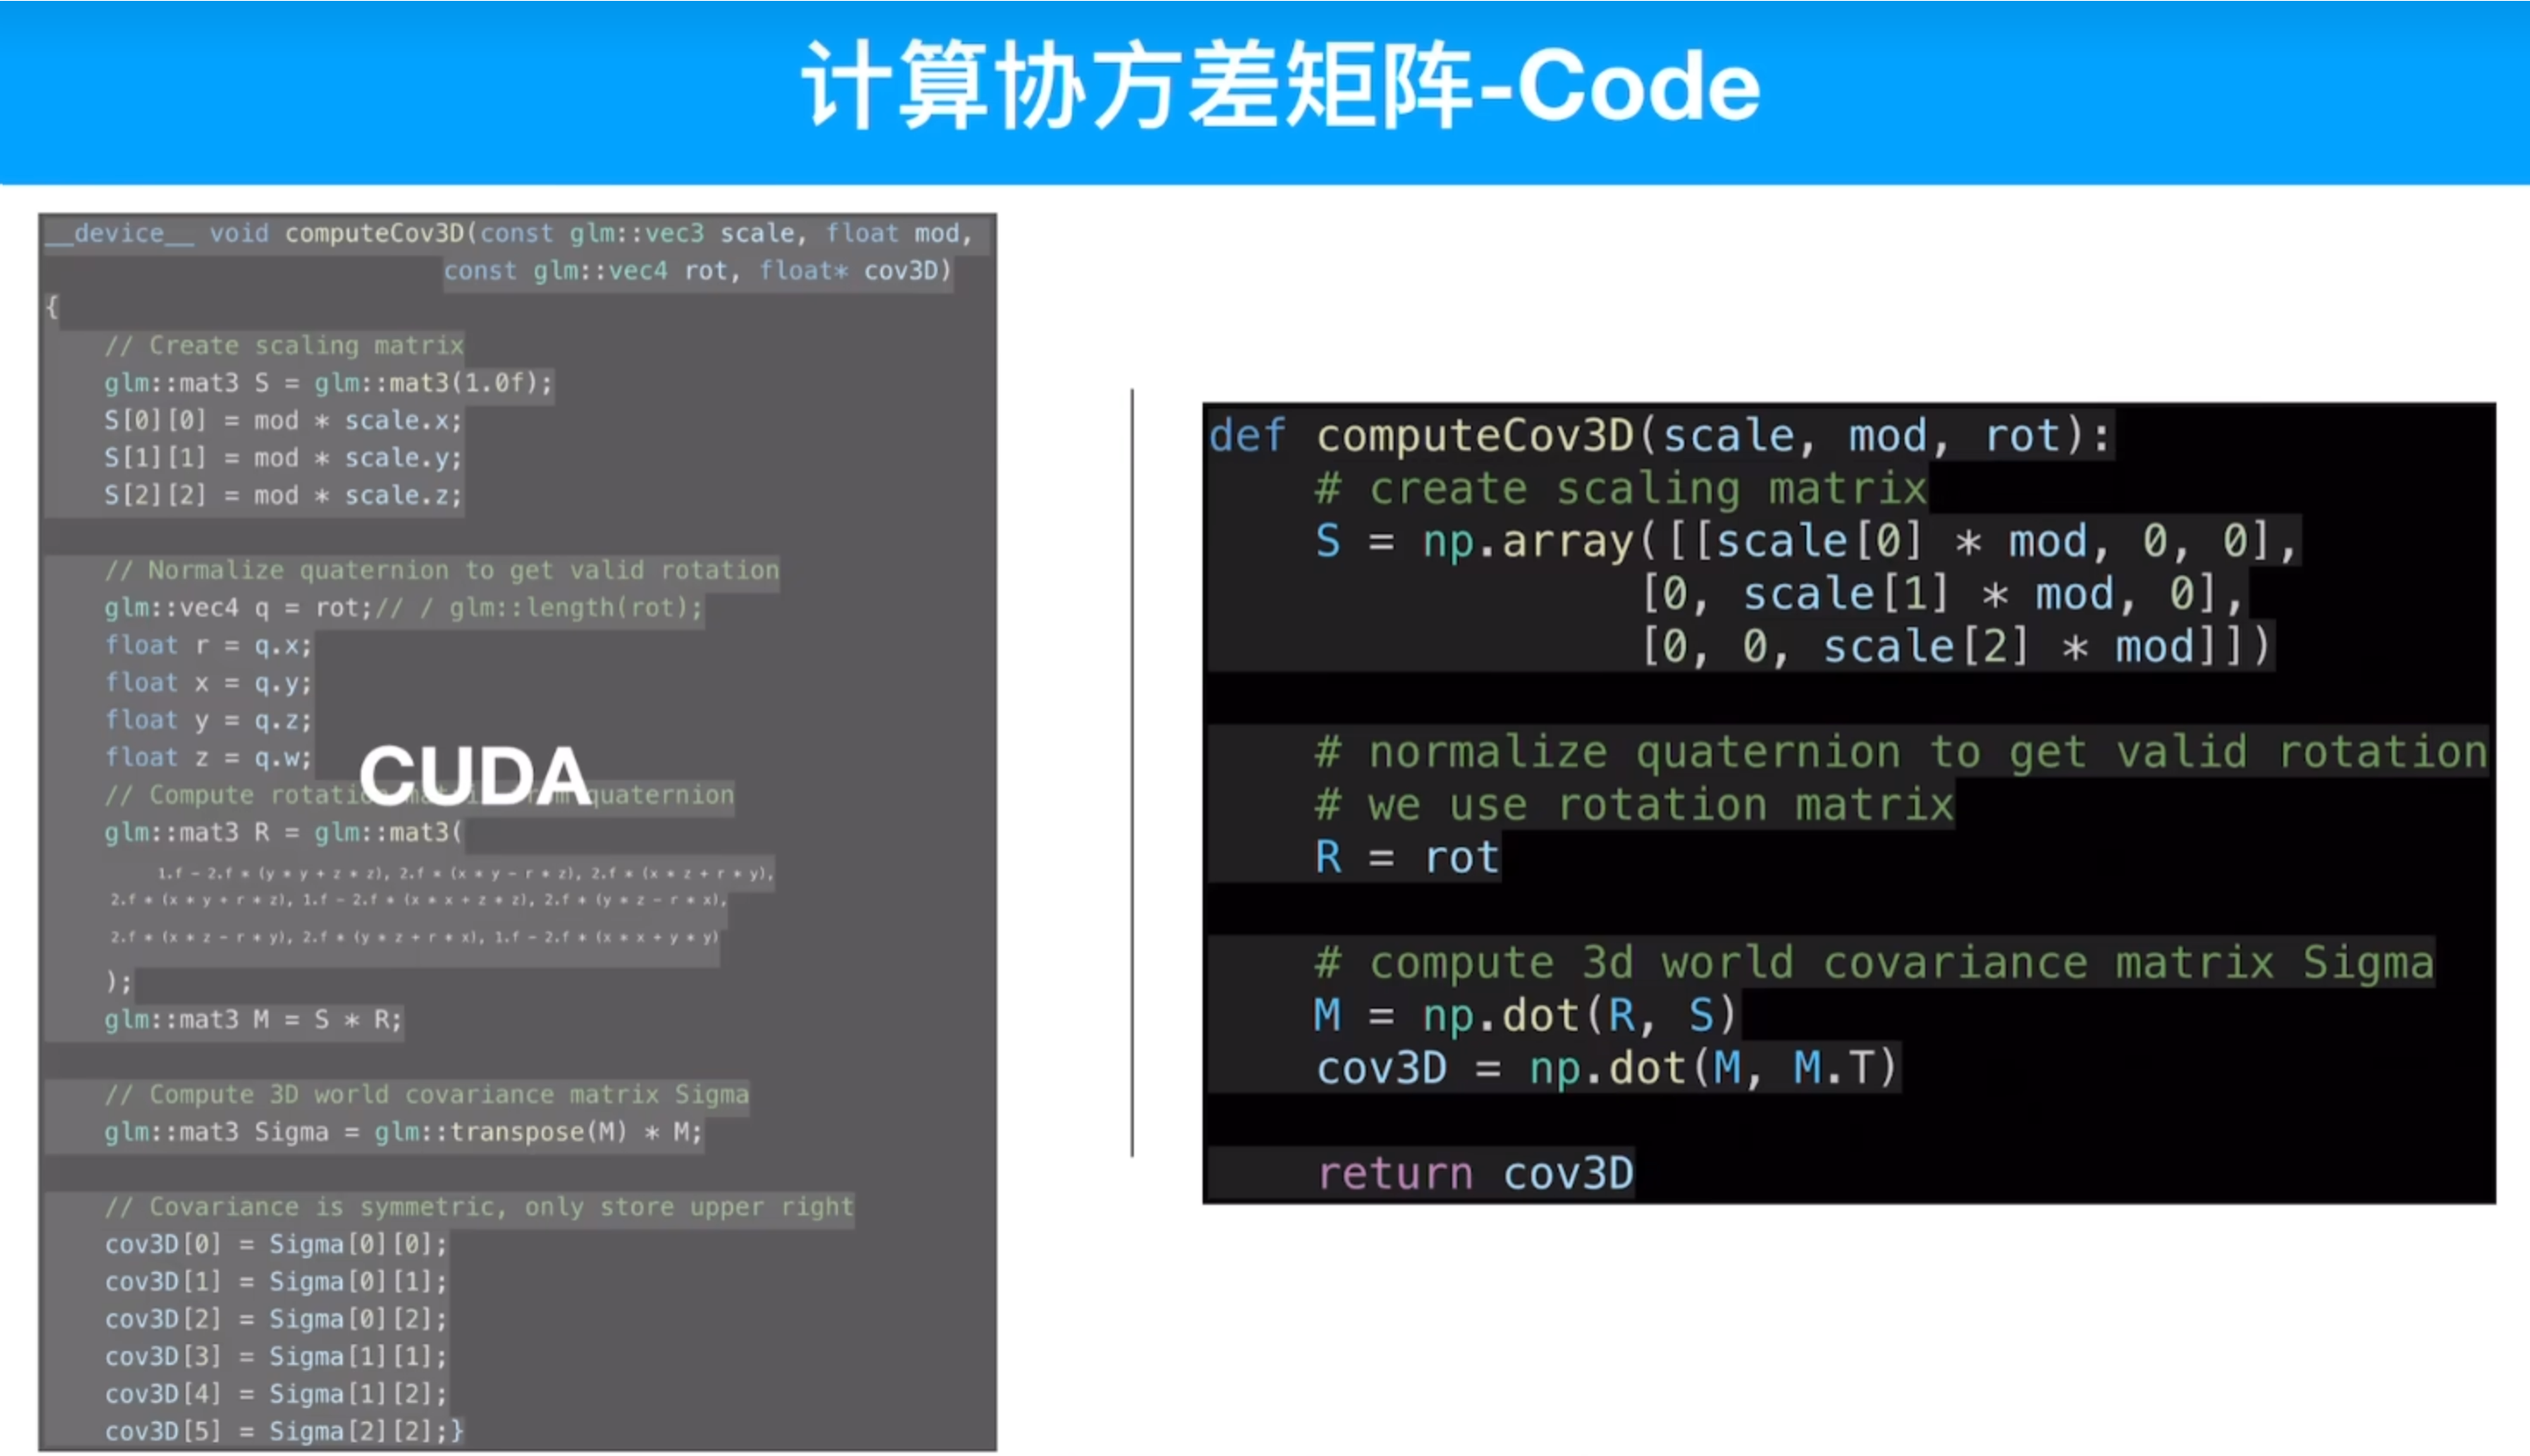 计算协方差矩阵-Code
__device__ void computeCov3D(const glm::vec3 scale, float mod,
const glm::vec4 rot, float* cov3D)
{
// Create scaling matrix
glm::mat3 S = glm::mat3(1.0f);
S[0][0] = mod * scale.x;
S[1][1] = mod * scale.y;
S[2][2] = mod * scale.z;
// Normalize quaternion to get valid rotation
glm::vec4 q = rot;// / glm::length(rot);
float r = q.x;
float x = q.y;
float y = q.z;
float z = q.w;
CUDA
// Compute rotation matrix from quaternion
glm::mat3 R = glm::mat3(
1.f - 2.f * (y * y + z * z), 2.f * (x * y - r * z), 2.f * (x * z + r * y),
2.f * (x * y + r * z), 1.f - 2.f * (x * x + z * z), 2.f * (y * z - r * x),
2.f * (x * z - r * y), 2.f * (y * z + r * x), 1.f - 2.f * (x * x + y * y)
);
glm::mat3 M = S * R;
// Compute 3D world covariance matrix Sigma
glm::mat3 Sigma = glm::transpose(M) * M;
// Covariance is symmetric, only store upper right
cov3D[0] = Sigma[0][0];
cov3D[1] = Sigma[0][1];
cov3D[2] = Sigma[0][2];
cov3D[3] = Sigma[1][1];
cov3D[4] = Sigma[1][2];
cov3D[5] = Sigma[2][2];}
def computeCov3D(scale, mod, rot):
# create scaling matrix
S = np.array([[scale[0] * mod, 0, 0],
[0, scale[1] * mod, 0],
[0, 0, scale[2] * mod]])
# normalize quaternion to get valid rotation
# we use rotation matrix
R = rot
# compute 3d world covariance matrix Sigma
M = np.dot(R, S)
cov3D = np.dot(M, M.T)
return cov3D